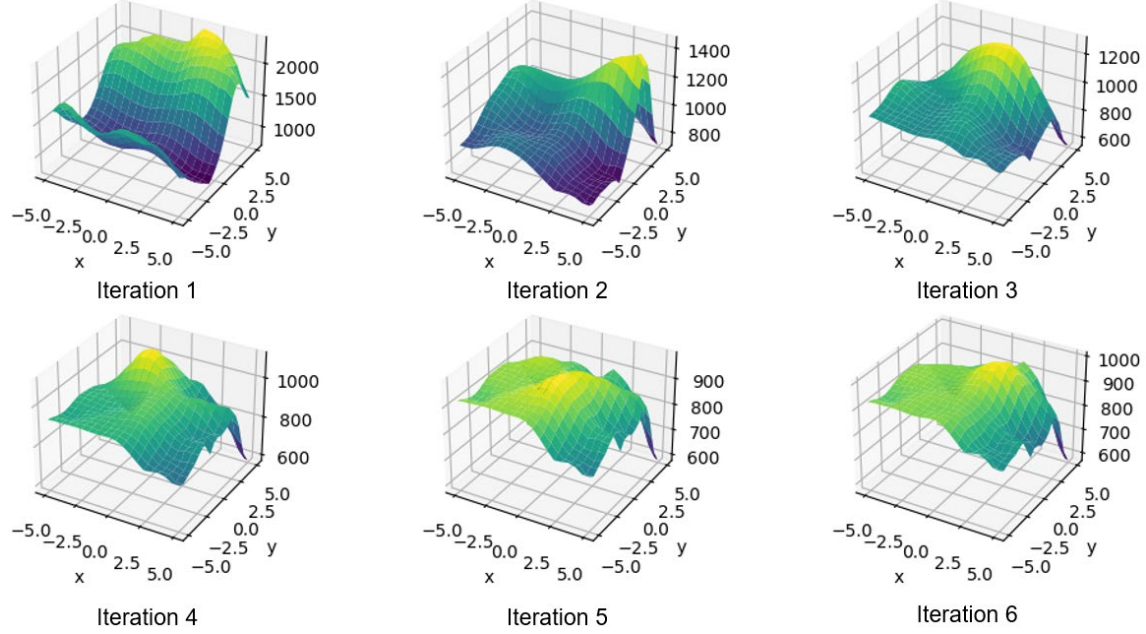 2000
1500
1000
−5.0 −2.5 0.0 2.5 5.0
x
−5.0 −2.5 0.0 2.5 5.0
y
Iteration 1
1400
1200
1000
800
−5.0 −2.5 0.0 2.5 5.0
x
−5.0 −2.5 0.0 2.5 5.0
y
Iteration 2
1200
1000
800
600
−5.0 −2.5 0.0 2.5 5.0
x
−5.0 −2.5 0.0 2.5 5.0
y
Iteration 3
1000
800
600
−5.0 −2.5 0.0 2.5 5.0
x
−5.0 −2.5 0.0 2.5 5.0
y
Iteration 4
900
800
700
600
−5.0 −2.5 0.0 2.5 5.0
x
−5.0 −2.5 0.0 2.5 5.0
y
Iteration 5
1000
900
800
700
600
−5.0 −2.5 0.0 2.5 5.0
x
−5.0 −2.5 0.0 2.5 5.0
y
Iteration 6